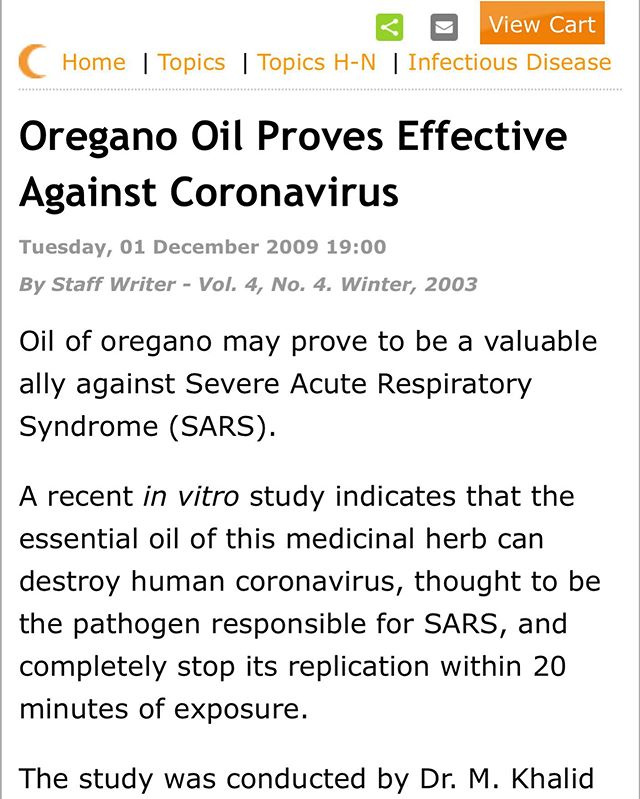 View Cart
Home | Topics | Topics H-N | Infectious Disease
Oregano Oil Proves Effective
Against Coronavirus
Tuesday, 01 December 2009 19:00
By Staff Writer - Vol. 4, No. 4. Winter, 2003
Oil of oregano may prove to be a valuable
ally against Severe Acute Respiratory
Syndrome (SARS).
A recent in vitro study indicates that the
essential oil of this medicinal herb can
destroy human coronavirus, thought to be
the pathogen responsible for SARS, and
completely stop its replication within 20
minutes of exposure.
The study was conducted by Dr. M. Khalid